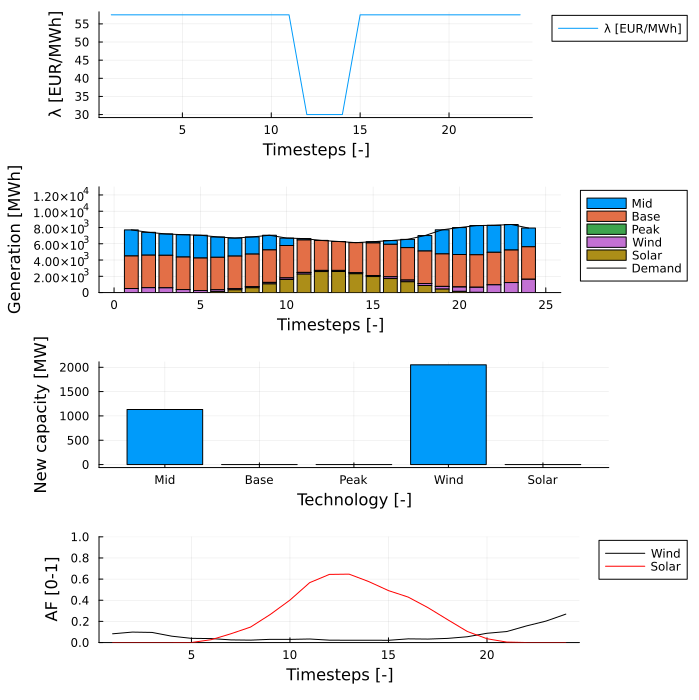 λ [EUR/MWh]
55
50
45
40
35
30
5
10
15
20
Timesteps [-]
λ [EUR/MWh]
Generation [MWh]
1.20×10⁴
1.00×10⁴
8.00×10³
6.00×10³
4.00×10³
2.00×10³
0
0
5
10
15
20
25
Timesteps [-]
Mid
Base
Peak
Wind
Solar
Demand
New capacity [MW]
2000
1500
1000
500
0
Mid
Base
Peak
Wind
Solar
Technology [-]
AF [0-1]
1.0
0.8
0.6
0.4
0.2
0.0
5
10
15
20
Timesteps [-]
Wind
Solar